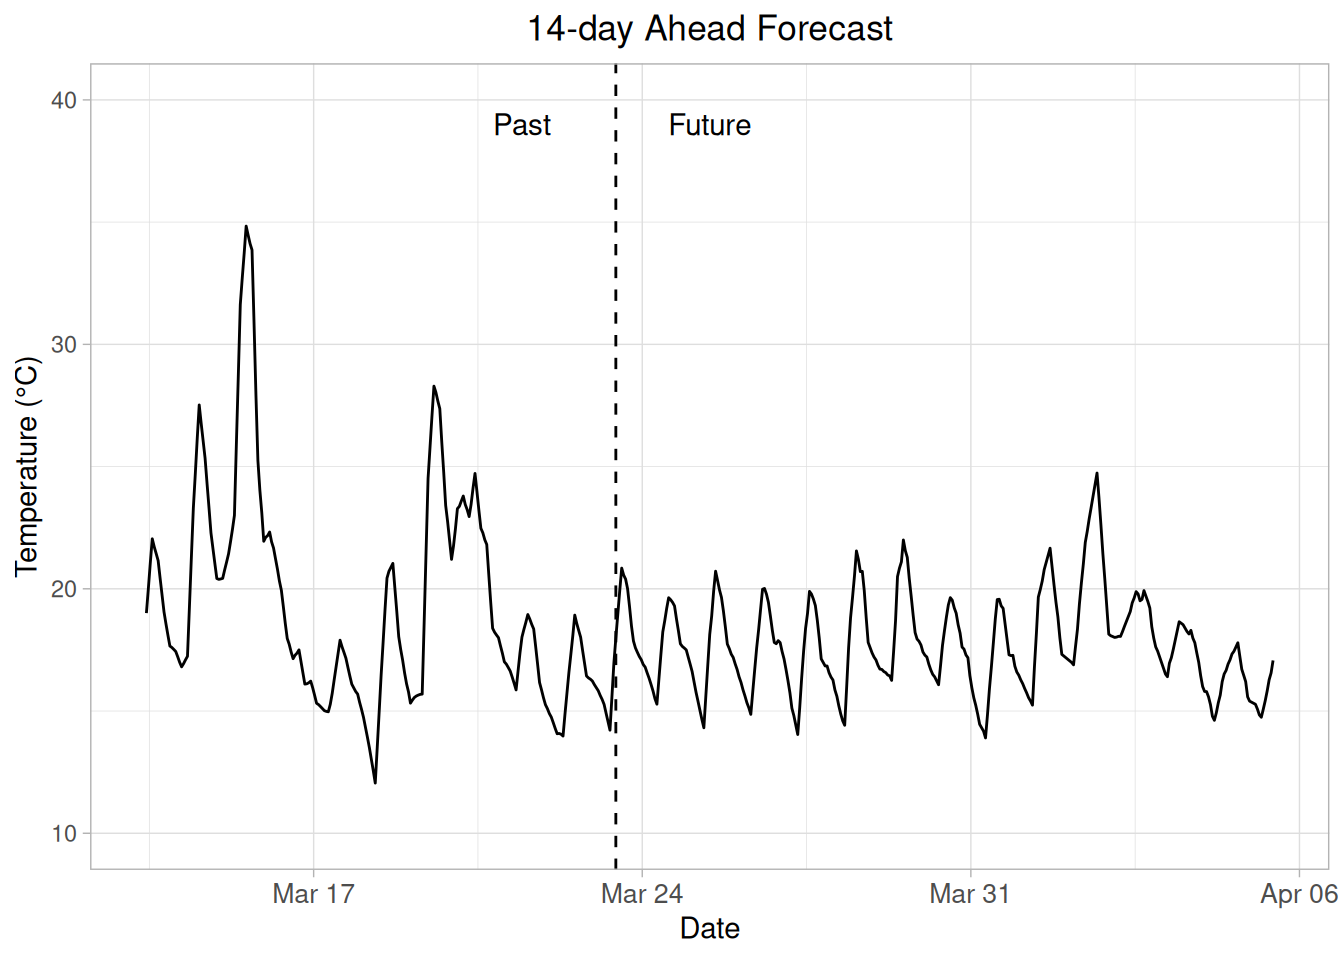 14-day Ahead Forecast
Past
Future
Temperature (°C)
40
30
20
10
Mar 17
Mar 24
Mar 31
Apr 06
Date